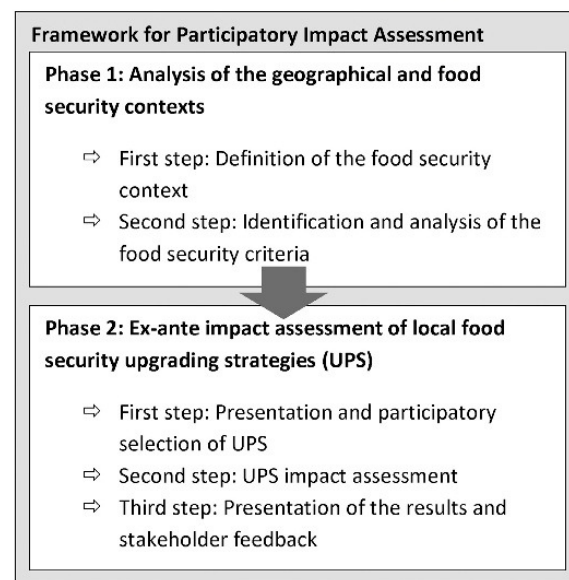 Framework for Participatory Impact Assessment
Phase 1: Analysis of the geographical and food
security contexts
⇨ First step: Definition of the food security
context
⇨ Second step: Identification and analysis of the
food security criteria
Phase 2: Ex-ante impact assessment of local food
security upgrading strategies (UPS)
⇨ First step: Presentation and participatory
selection of UPS
⇨ Second step: UPS impact assessment
⇨ Third step: Presentation of the results and
stakeholder feedback